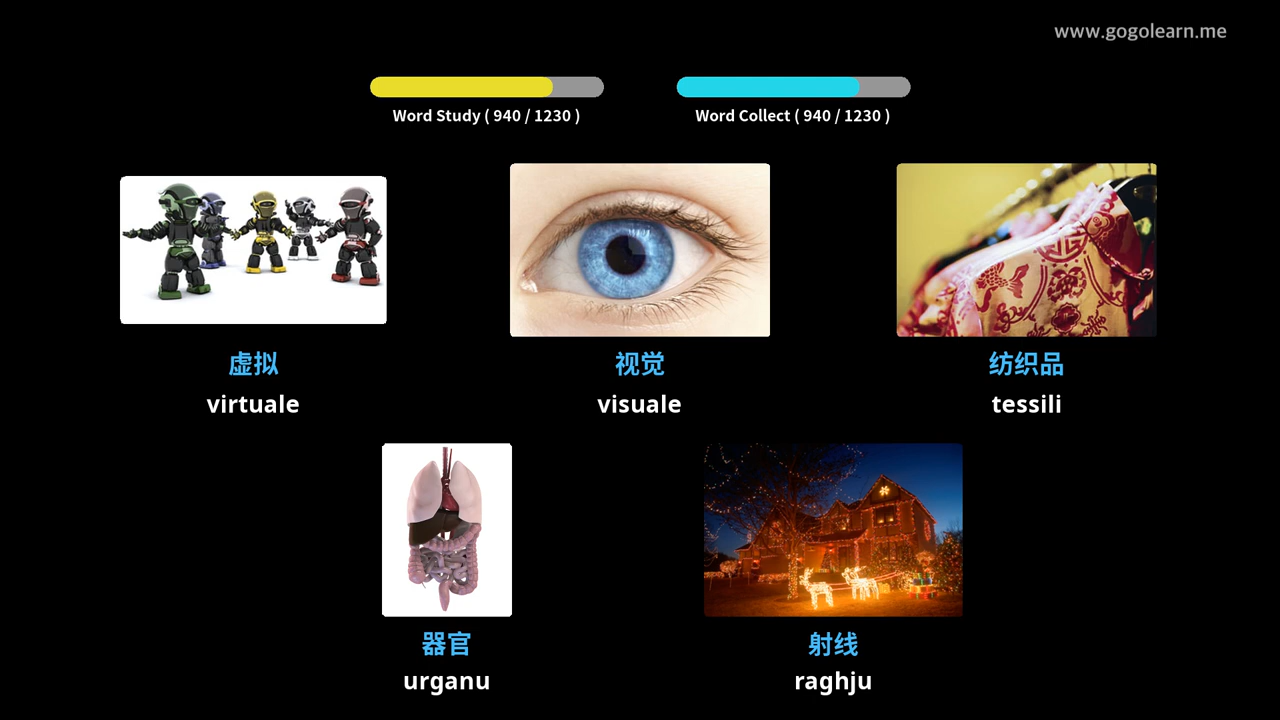 www.gogolearn.me
Word Study ( 940 / 1230 )
Word Collect ( 940 / 1230 )
虚拟
virtuale
视觉
visuale
纺织品
tessili
器官
urganu
射线
raghju